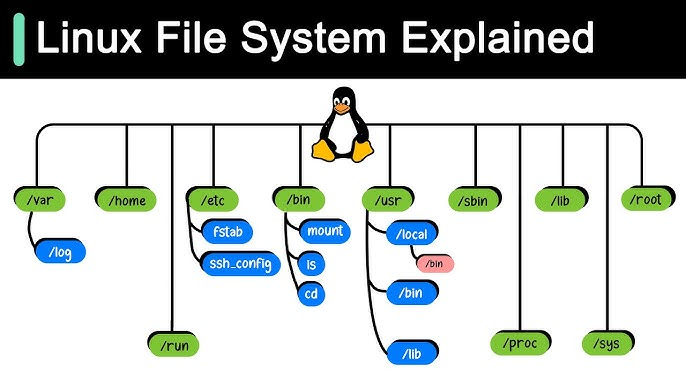 Linux File System Explained
/var
/home
/etc
/bin
/usr
/sbin
/lib
/root
/log
fstab
ssh_config
mount
ls
cd
/local
/bin
/bin
/lib
/run
/proc
/sys